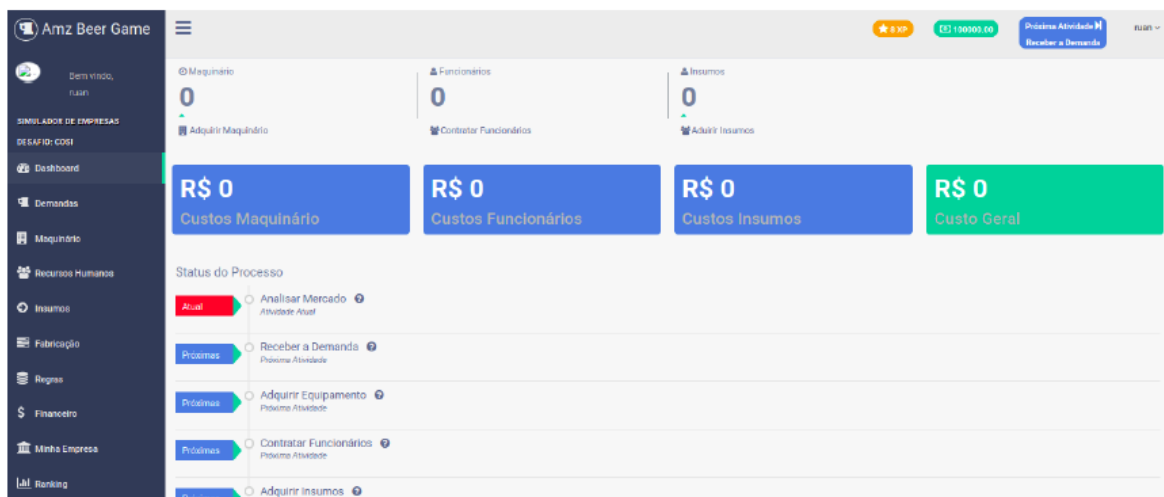 Amz Beer Game
Bem vindo,
ruan
SIMULADOR DE EMPRESAS
DESAFIO: COSI
Dashboard
Demandas
Maquinário
Recursos Humanos
Insumos
Fabricação
Regras
Financeiro
Minha Empresa
Ranking
0 XP
100000.00
Próxima Atividade
Receber a Demanda
ruan
Maquinário
0
Adquirir Maquinário
Funcionários
0
Contratar Funcionários
Insumos
0
Aduirir Insumos
R$ 0
Custos Maquinário
R$ 0
Custos Funcionários
R$ 0
Custos Insumos
R$ 0
Custo Geral
Status do Processo
Atual
Analisar Mercado
Atividade Atual
Próximas
Receber a Demanda
Próxima Atividade
Próximas
Adquirir Equipamento
Próxima Atividade
Próximas
Contratar Funcionários
Próxima Atividade
Próximas
Adquirir Insumos